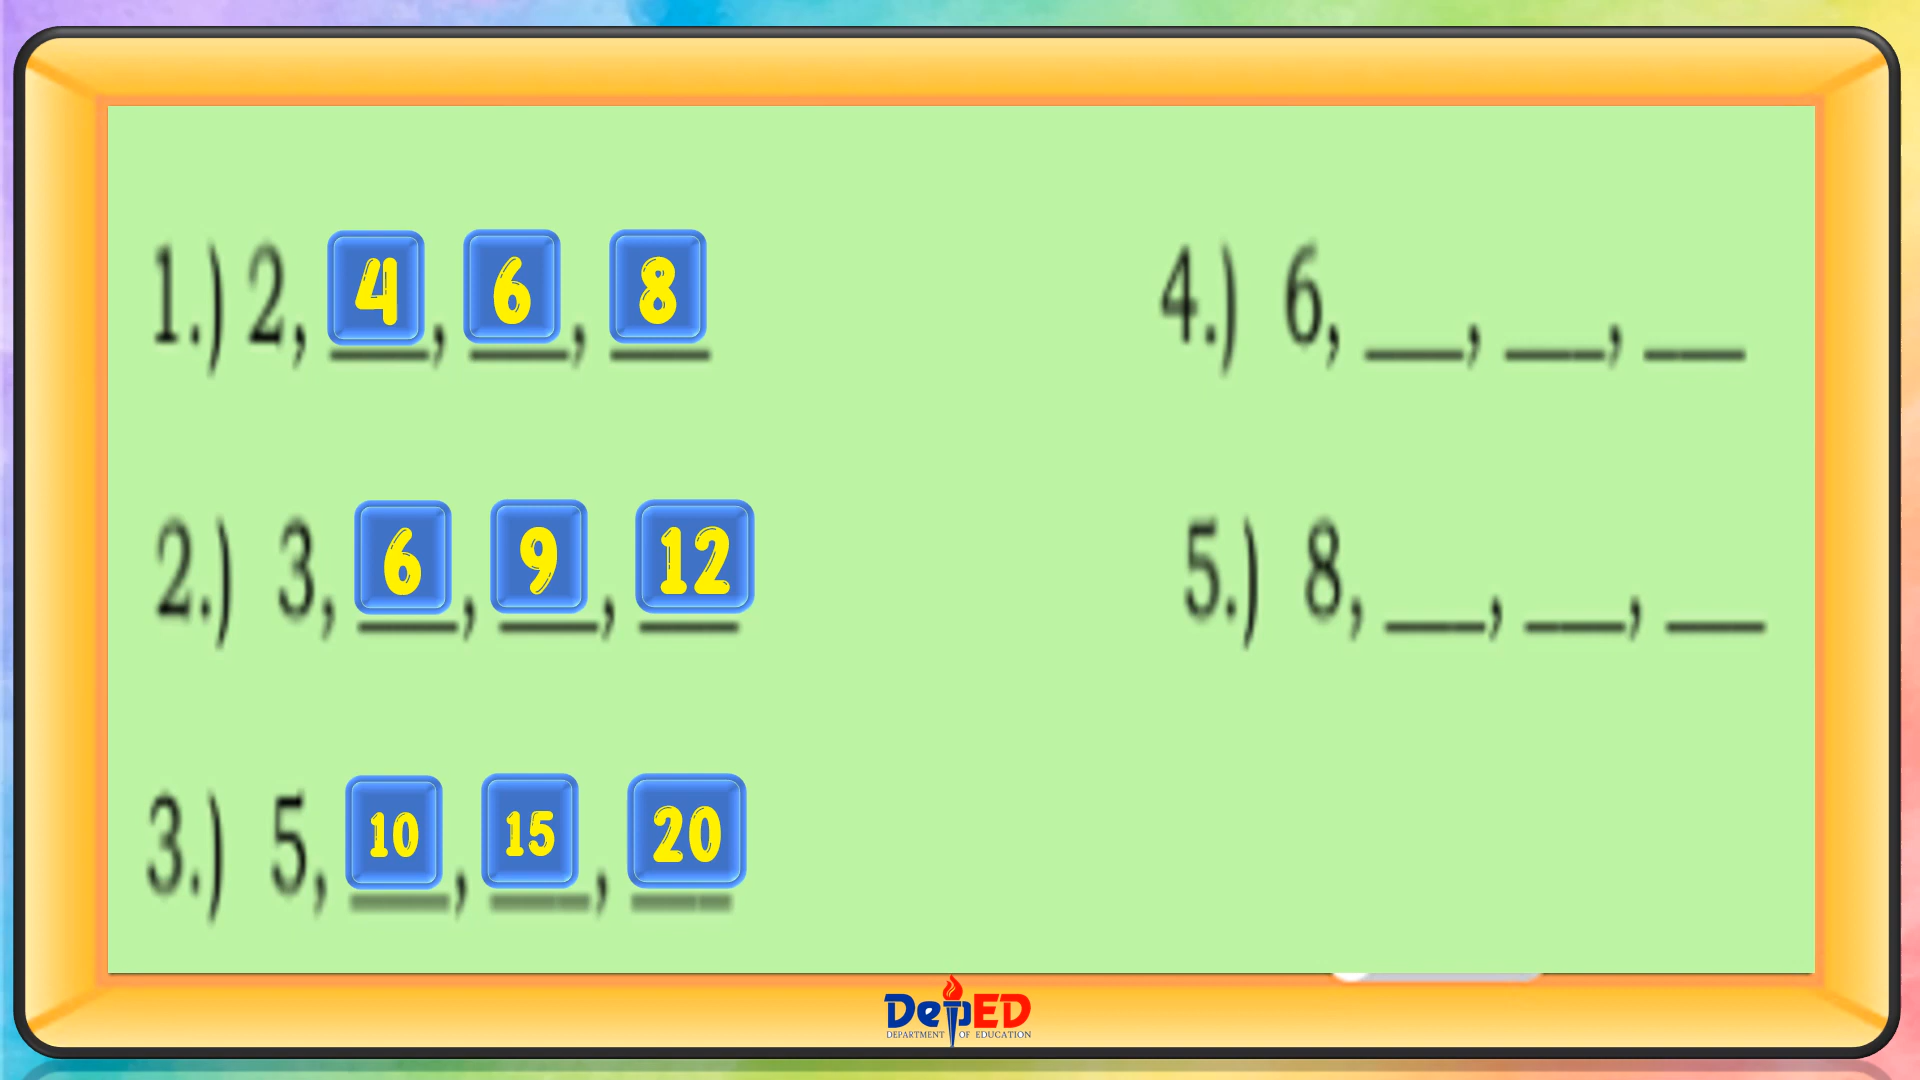 1.) 2, 4, 6, 8
2.) 3, 6, 9, 12
3.) 5, 10, 15, 20
4.) 6, __, __, __
5.) 8, __, __, __
DepED
DEPARTMENT OF EDUCATION